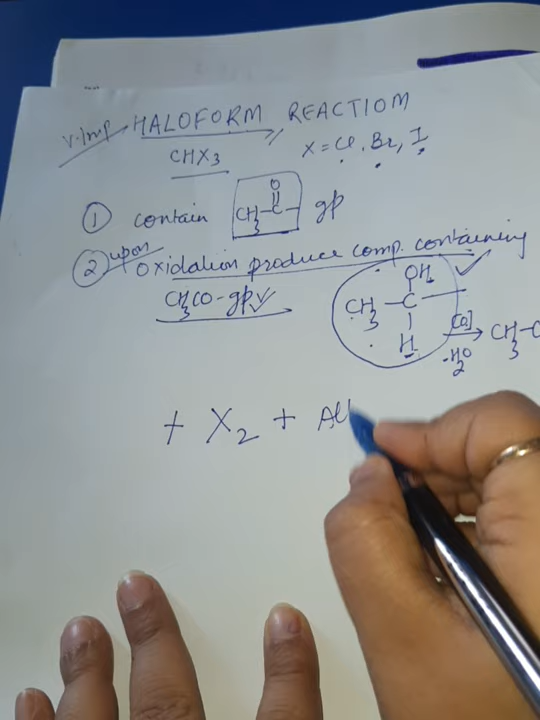 V. Imp HALOFORM REACTIOM
CHX3 X = Cl, Br, I
① contain CH3-C- gp
O
② upon oxidation produce comp. containing
CH3CO-gp ✓
OH ✓
CH3-C-
H
[O]
-H2O
CH3-C
+ X2 + Al